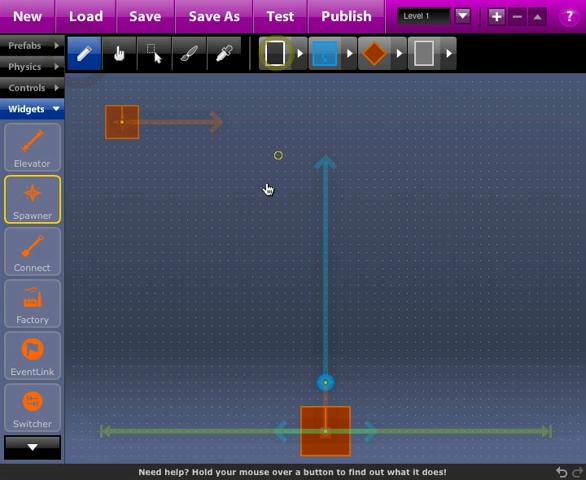 New Load Save Save As Test Publish Level 1 ?
Prefabs
Physics
Controls
Widgets
Elevator
Spawner
Connect
Factory
EventLink
Switcher
Need help? Hold your mouse over a button to find out what it does!